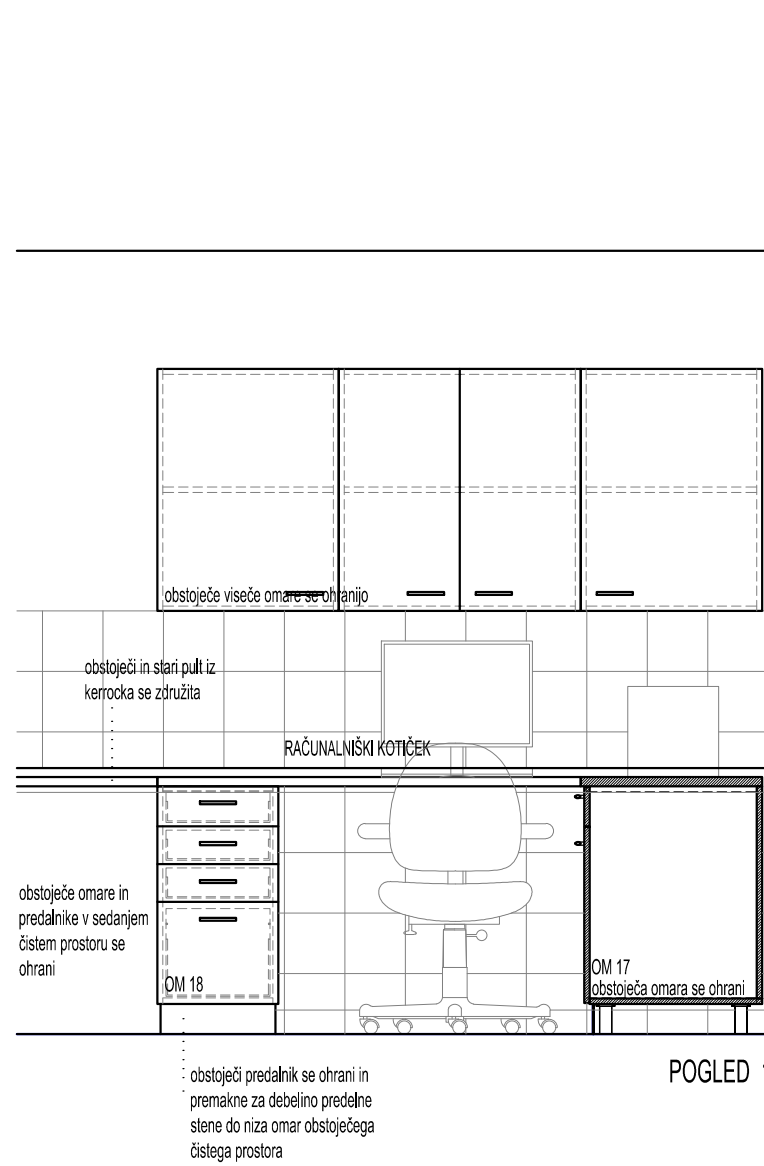 obstoječe viseče omare se ohranijo
obstoječi in stari pult iz
kerrocka se združita
RAČUNALNIŠKI KOTIČEK
obstoječe omare in
predalnike v sedanjem
čistem prostoru se
ohrani
OM 18
OM 17
obstoječa omara se ohrani
POGLED
obstoječi predalnik se ohrani in
premakne za debelino predelne
stene do niza omar obstoječega
čistega prostora